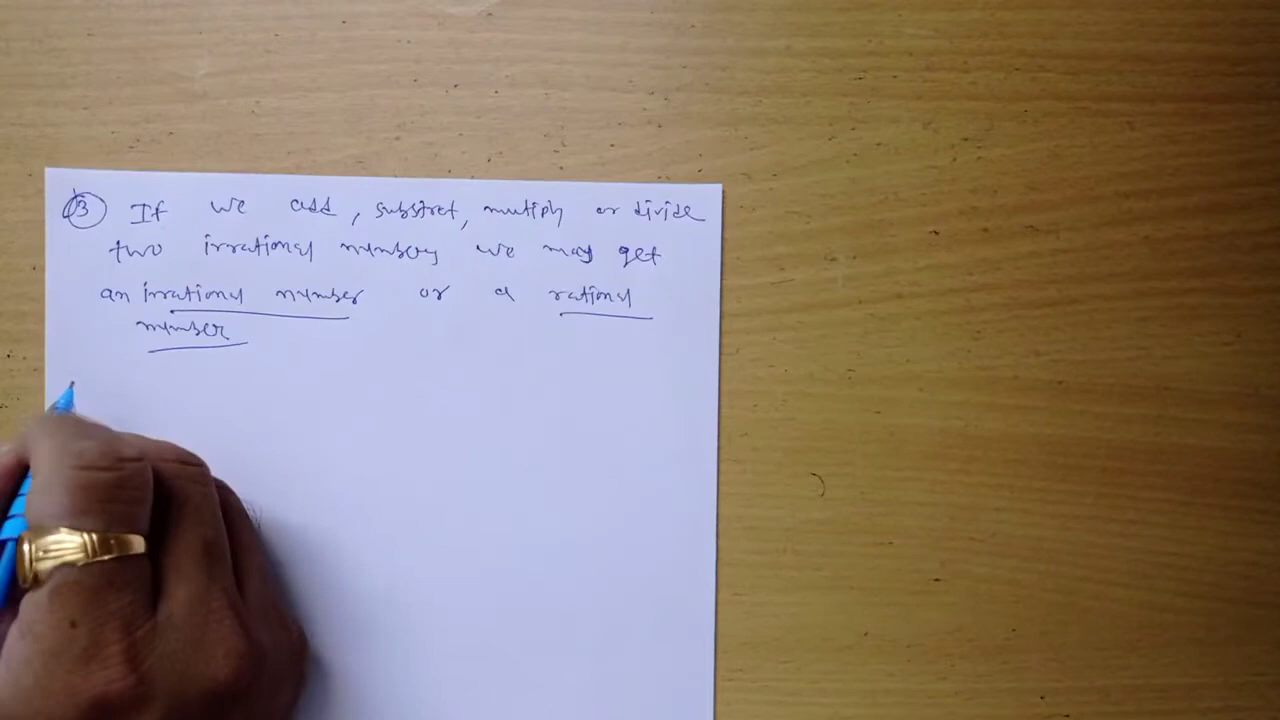 3 If we add, substret, multiply or divide
two irrational numbers we may get
an irrational number or a rational
number